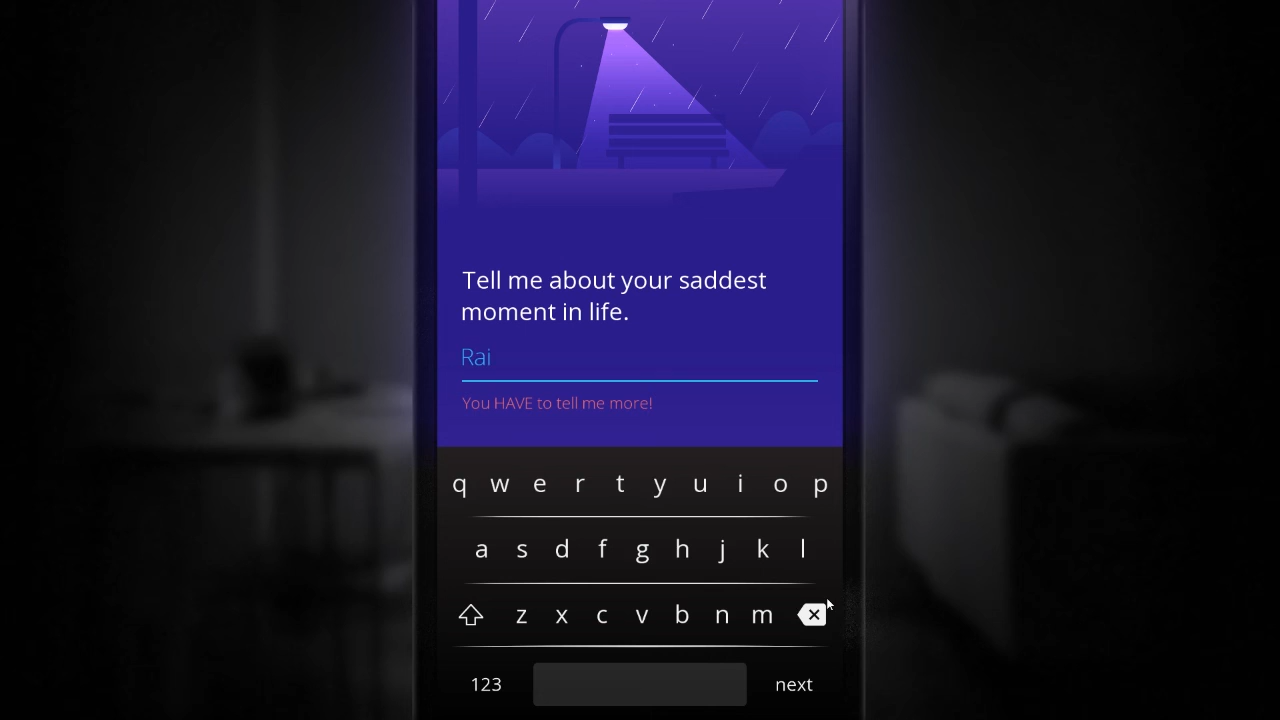 Tell me about your saddest
moment in life.
Rai
You HAVE to tell me more!
q w e r t y u i o p
a s d f g h j k l
z x c v b n m
123 next